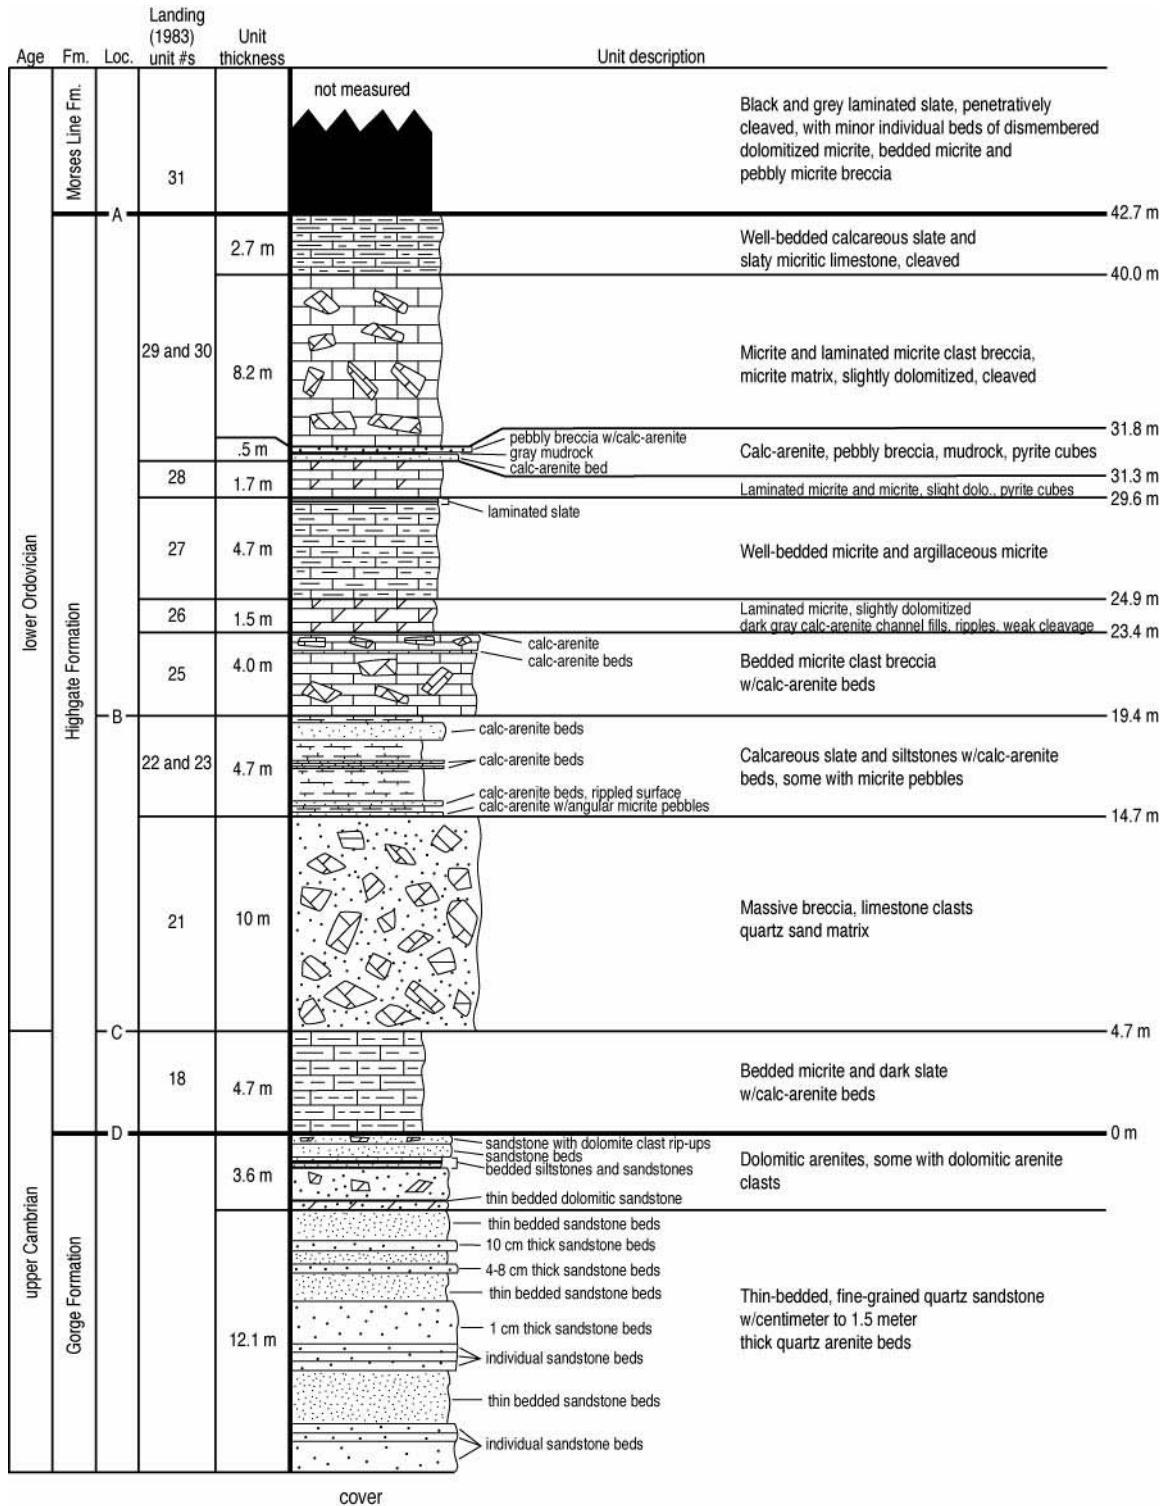 Landing
(1983)
unit #s
Unit
thickness
Age Fm. Loc. Unit description
not measured
Morses Line Fm.
31
Black and grey laminated slate, penetratively
cleaved, with minor individual beds of dismembered
dolomitized micrite, bedded micrite and
pebbly micrite breccia
A
42.7 m
2.7 m
Well-bedded calcareous slate and
slaty micritic limestone, cleaved
40.0 m
29 and 30
8.2 m
Micrite and laminated micrite clast breccia,
micrite matrix, slightly dolomitized, cleaved
31.8 m
.5 m
pebbly breccia w/calc-arenite
gray mudrock
calc-arenite bed
Calc-arenite, pebbly breccia, mudrock, pyrite cubes
31.3 m
28
1.7 m
Laminated micrite and micrite, slight dolo., pyrite cubes
29.6 m
laminated slate
27
4.7 m
Well-bedded micrite and argillaceous micrite
24.9 m
26
1.5 m
Laminated micrite, slightly dolomitized
dark gray calc-arenite channel fills, ripples, weak cleavage
23.4 m
25
4.0 m
calc-arenite
calc-arenite beds
Bedded micrite clast breccia
w/calc-arenite beds
B
19.4 m
lower Ordovician
Highgate Formation
22 and 23
4.7 m
calc-arenite beds
calc-arenite beds
calc-arenite beds, rippled surface
calc-arenite w/angular micrite pebbles
Calcareous slate and siltstones w/calc-arenite
beds, some with micrite pebbles
14.7 m
21
10 m
Massive breccia, limestone clasts
quartz sand matrix
C
4.7 m
18
4.7 m
Bedded micrite and dark slate
w/calc-arenite beds
D
0 m
upper Cambrian
Gorge Formation
3.6 m
sandstone with dolomite clast rip-ups
sandstone beds
bedded siltstones and sandstones
thin bedded dolomitic sandstone
Dolomitic arenites, some with dolomitic arenite
clasts
12.1 m
thin bedded sandstone beds
10 cm thick sandstone beds
4-8 cm thick sandstone beds
thin bedded sandstone beds
1 cm thick sandstone beds
individual sandstone beds
thin bedded sandstone beds
individual sandstone beds
Thin-bedded, fine-grained quartz sandstone
w/centimeter to 1.5 meter
thick quartz arenite beds
cover